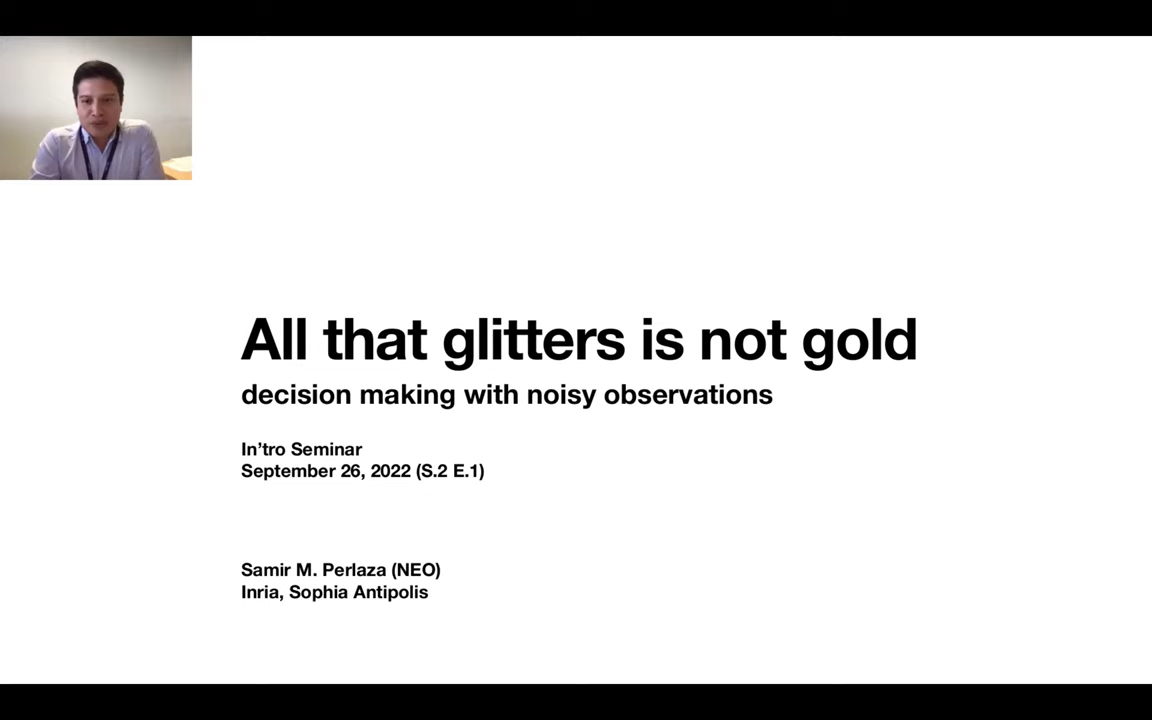 All that glitters is not gold
decision making with noisy observations
In’tro Seminar
September 26, 2022 (S.2 E.1)
Samir M. Perlaza (NEO)
Inria, Sophia Antipolis